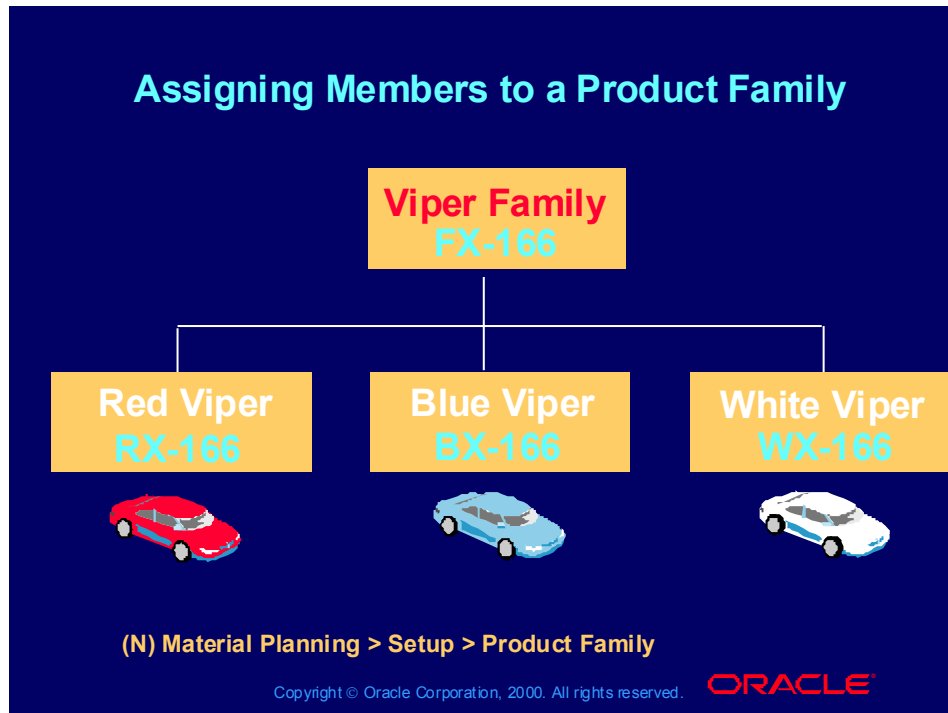 Assigning Members to a Product Family
Viper Family
FX-166
Red Viper
RX-166
Blue Viper
BX-166
White Viper
WX-166
(N) Material Planning > Setup > Product Family
Copyright © Oracle Corporation, 2000. All rights reserved.
ORACLE®